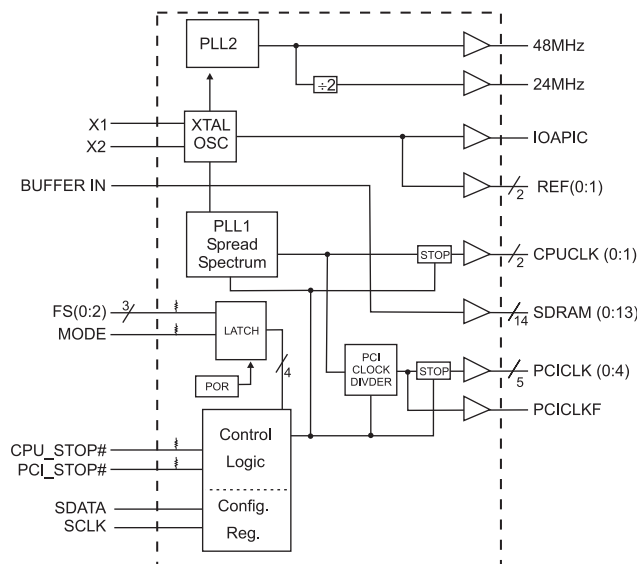 PLL2
48MHz
÷2
24MHz
X1
X2
XTAL
OSC
IOAPIC
BUFFER IN
2
REF(0:1)
PLL1
Spread
Spectrum
STOP
2
CPUCLK (0:1)
FS(0:2)
3
MODE
LATCH
14
SDRAM (0:13)
POR
4
PCI
CLOCK
DIVDER
STOP
5
PCICLK (0:4)
PCICLKF
CPU_STOP#
PCI_STOP#
Control
Logic
SDATA
SCLK
Config.
Reg.